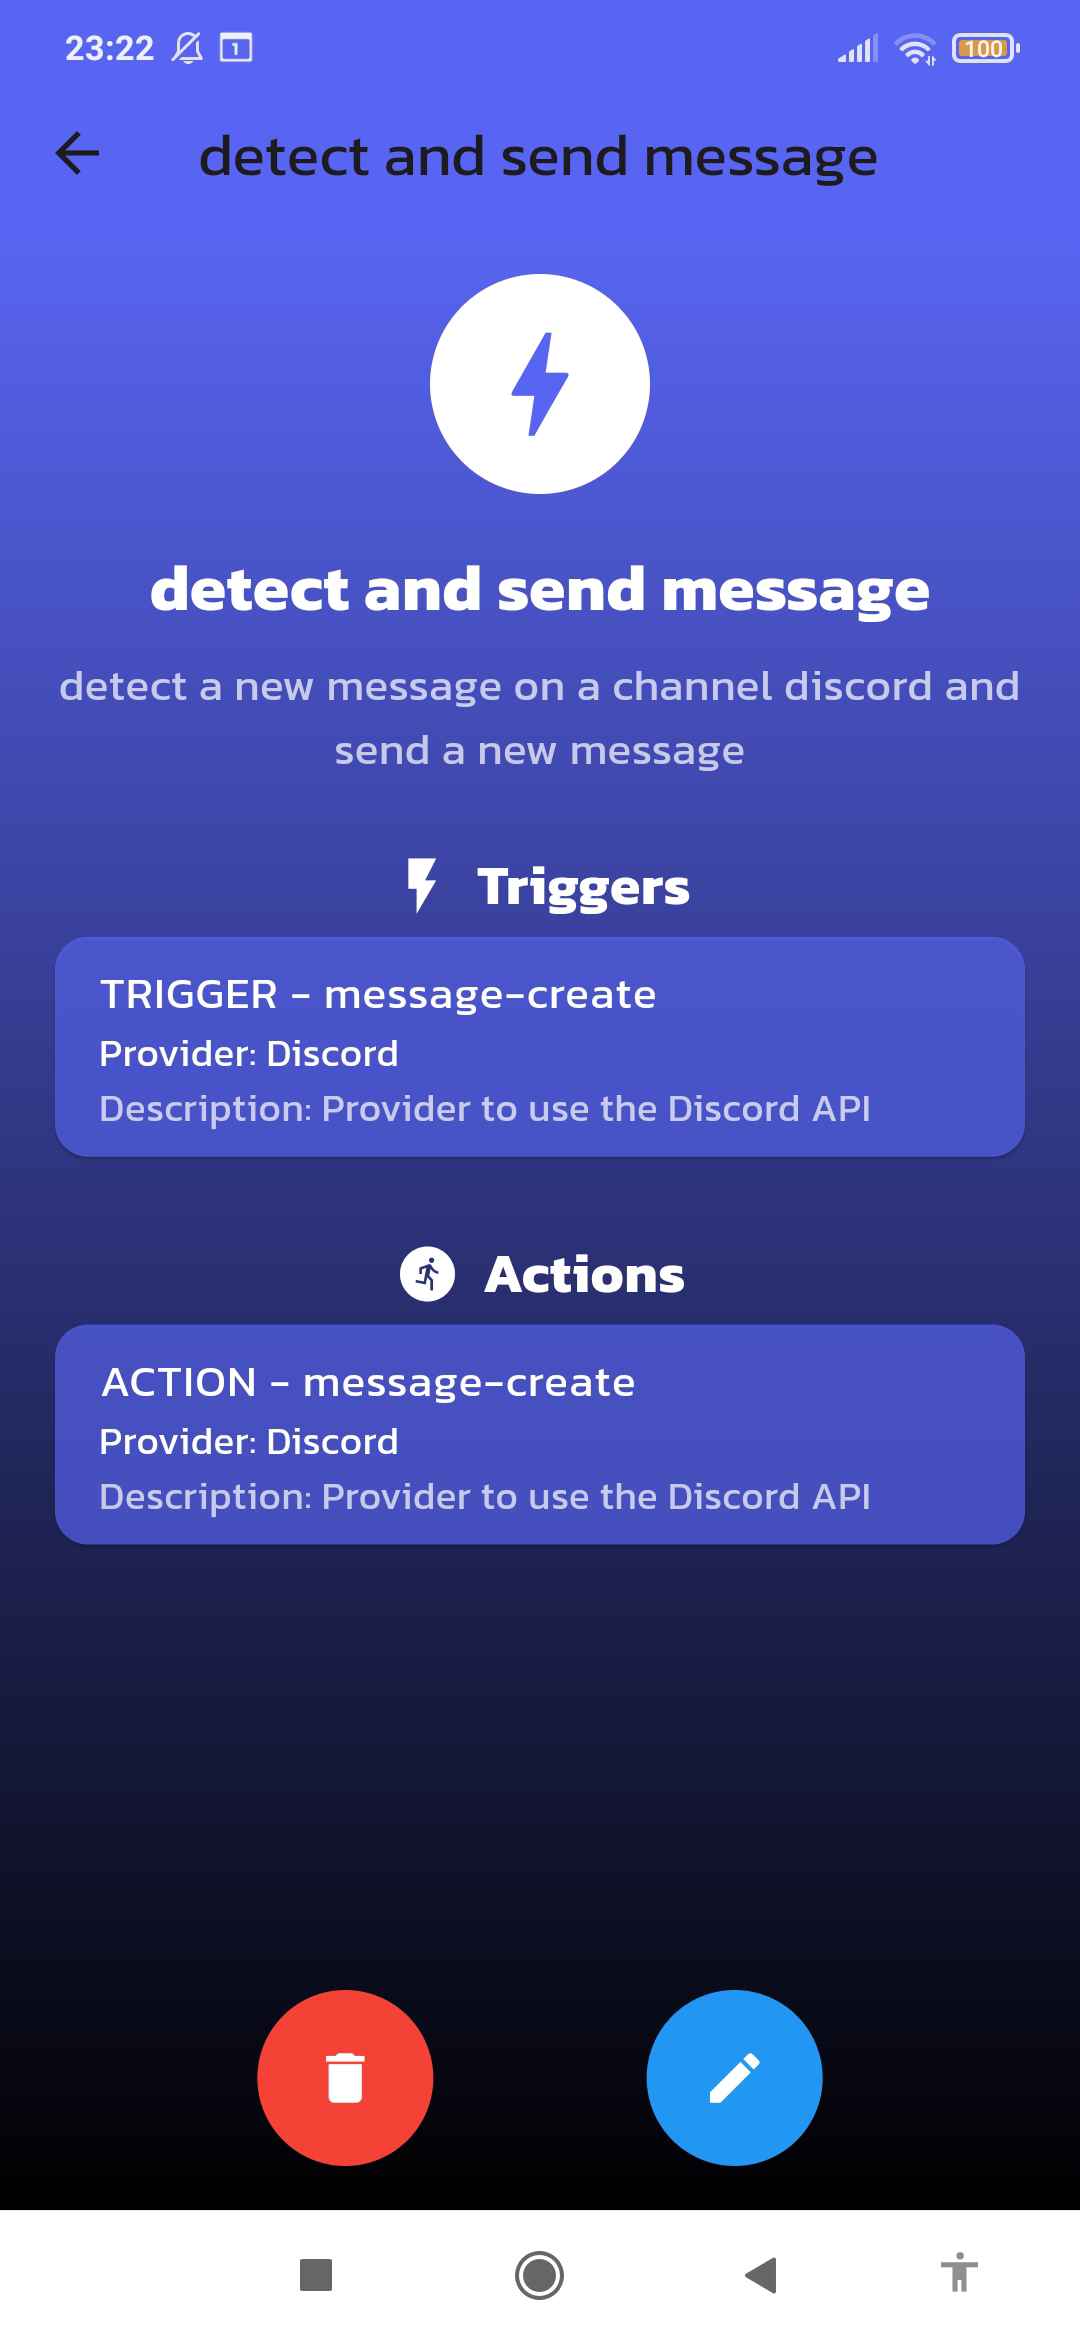 23:22
1
100
detect and send message
detect and send message
detect a new message on a channel discord and
send a new message
Triggers
TRIGGER - message-create
Provider: Discord
Description: Provider to use the Discord API
Actions
ACTION - message-create
Provider: Discord
Description: Provider to use the Discord API